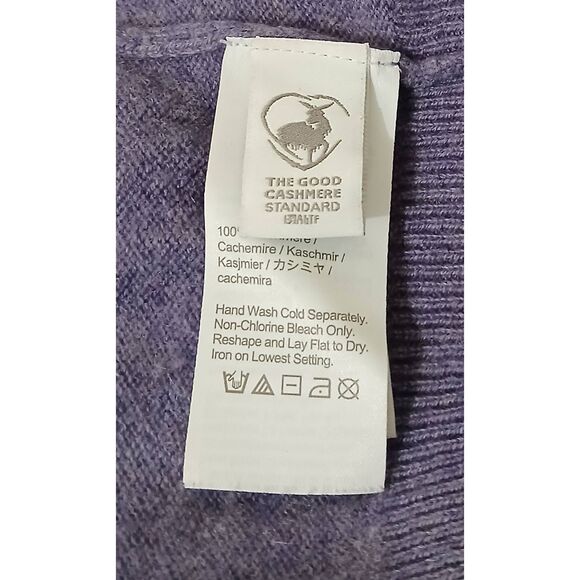 THE GOOD
CASHMERE
STANDARD
Cachemire / Kaschmir /
Kasjmier / カシミヤ /
cachemira
Hand Wash Cold Separately.
Non-Chlorine Bleach Only.
Reshape and Lay Flat to Dry.
Iron on Lowest Setting.